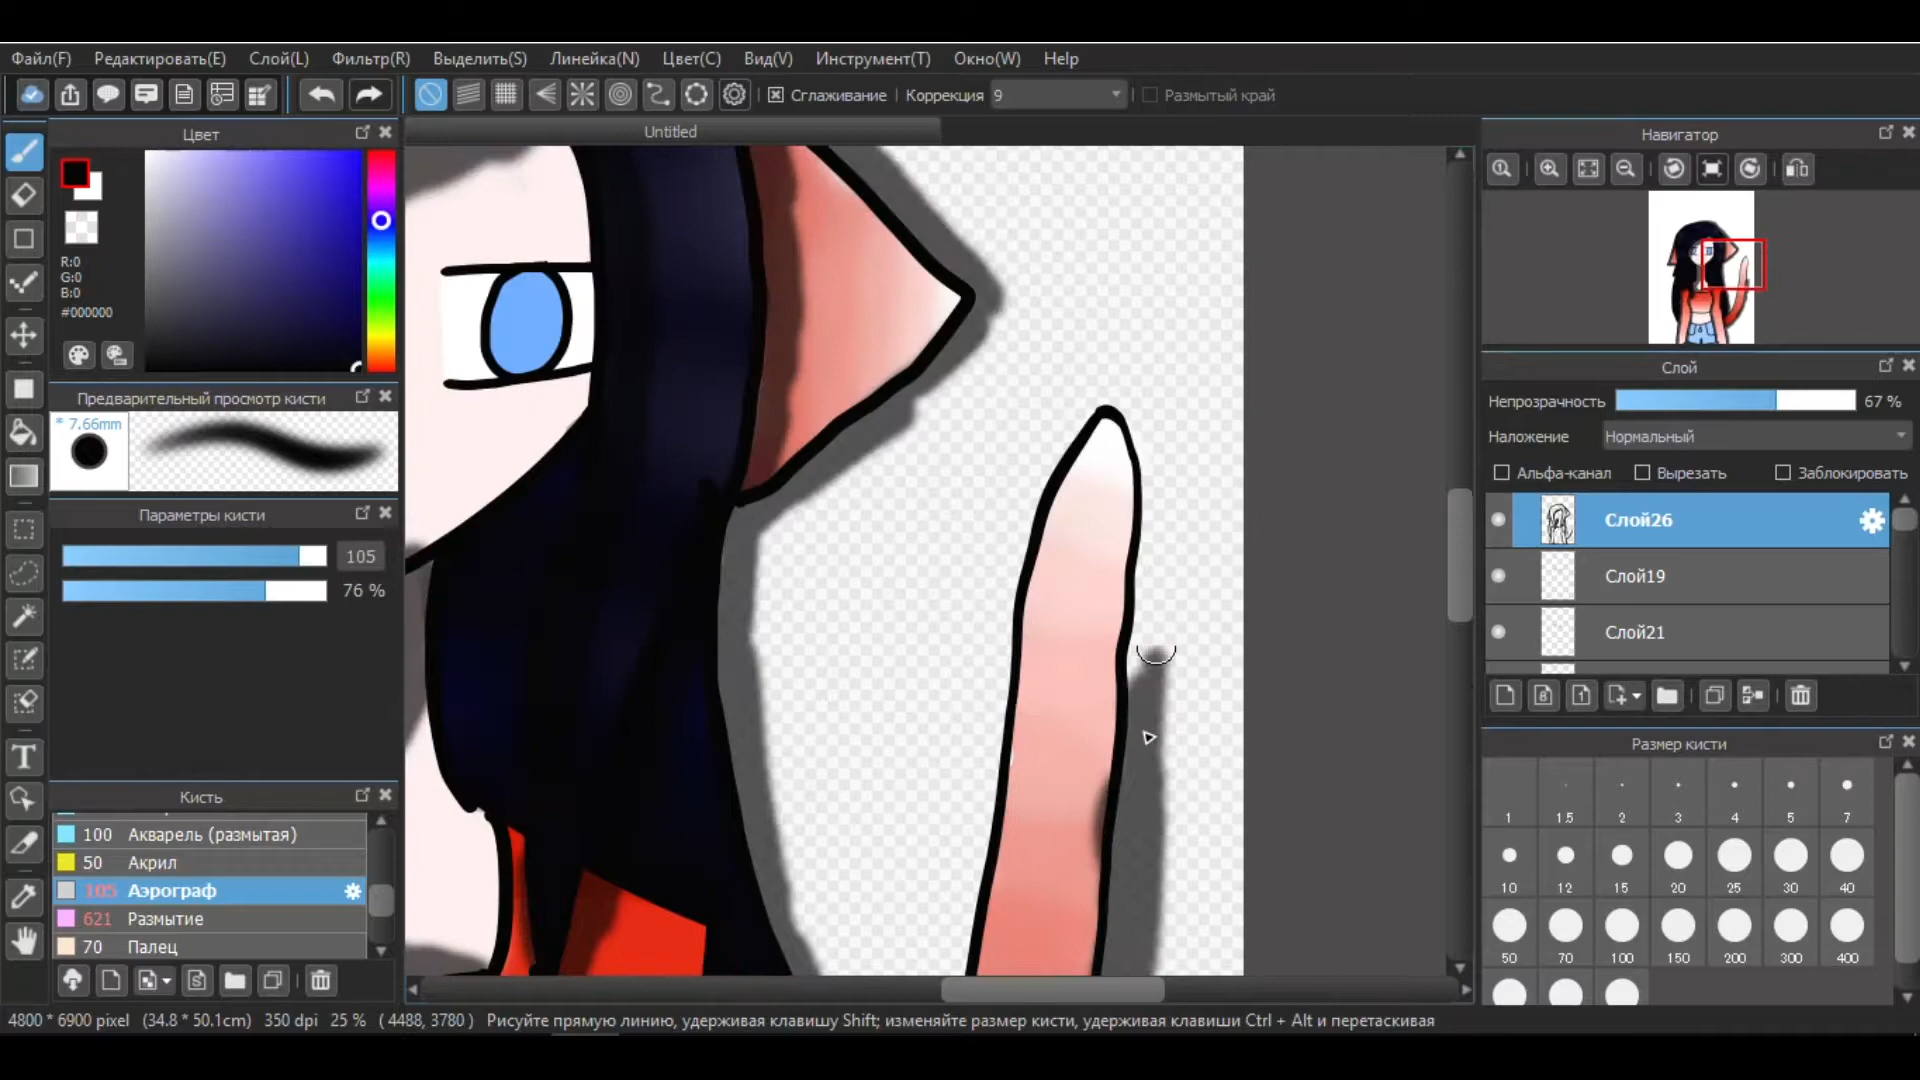 Файл(F) Редактировать(E) Слой(L) Фильтр(R) Выделить(S) Линейка(N) Цвет(C) Вид(V) Инструмент(T) Окно(W) Help
Сглаживание Коррекция 9 Размытый край
Цвет
Untitled
Навигатор
R:0
G:0
B:0
#000000
Слой
Непрозрачность 67 %
Наложение Нормальный
Альфа-канал Вырезать Заблокировать
Слой26
Слой19
Слой21
Предварительный просмотр кисти
* 7.66mm
Параметры кисти
105
76 %
Кисть
100 Акварель (размытая)
50 Акрил
105 Аэрограф
621 Размытие
70 Палец
Размер кисти
1 1.5 2 3 4 5 7
10 12 15 20 25 30 40
50 70 100 150 200 300 400
4800 * 6900 pixel (34.8 * 50.1cm) 350 dpi 25 % ( 4488, 3780 ) Рисуйте прямую линию, удерживая клавишу Shift; изменяйте размер кисти, удерживая клавиши Ctrl + Alt и перетаскивая